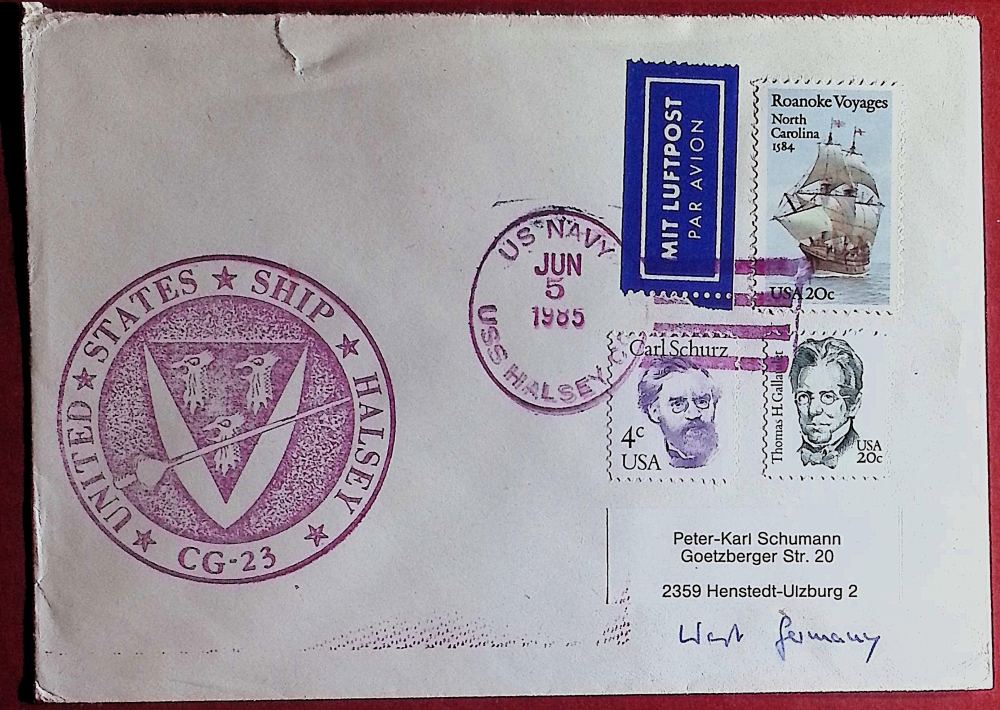 Roanoke Voyages
North
Carolina
1584
USA 20c
MIT LUFTPOST
PAR AVION
US NAVY
JUN
5
1985
USS HALSEY
UNITED ★ STATES ★ SHIP ★ HALSEY ★
CG-23
Carl Schurz
4c
USA
Thomas H.
USA
20c
Peter-Karl Schumann
Goetzberger Str. 20
2359 Henstedt-Ulzburg 2
West Germany